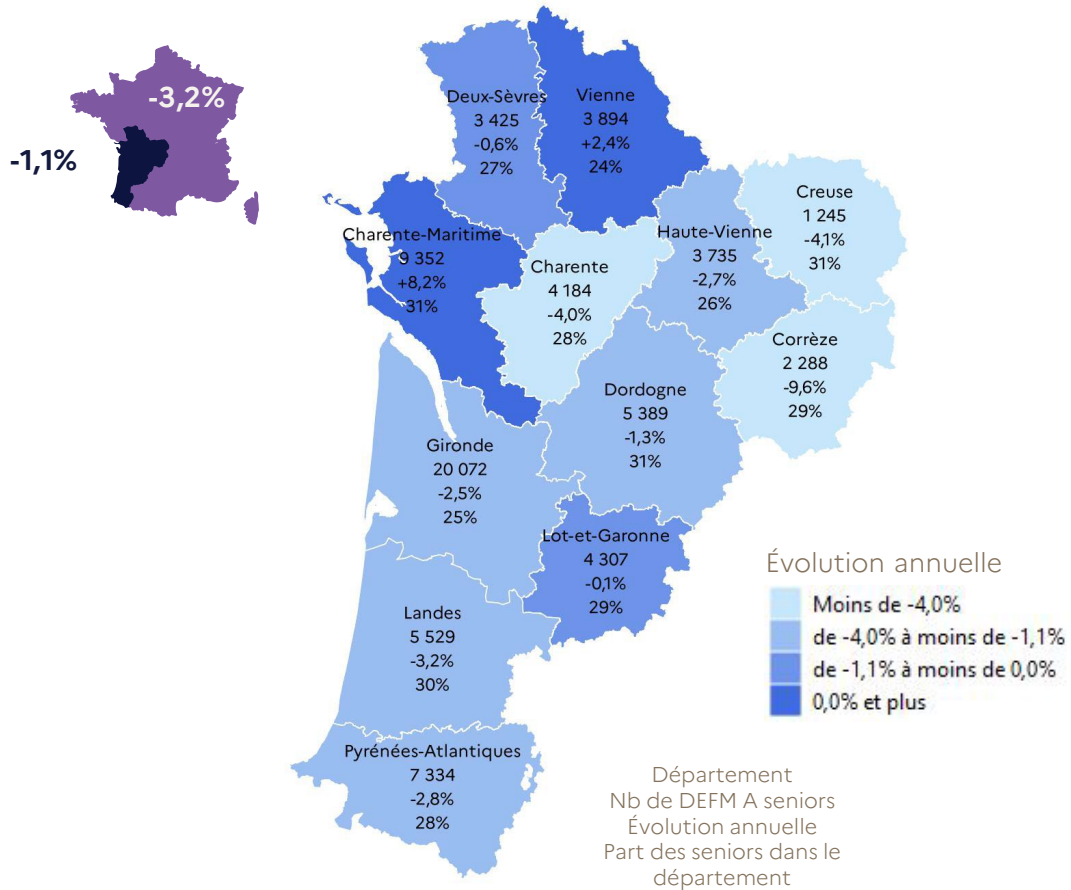 -3,2%
-1,1%
Deux-Sèvres
3 425
-0,6%
27%
Vienne
3 894
+2,4%
24%
Creuse
1 245
-4,1%
31%
Charente-Maritime
9 352
+8,2%
31%
Haute-Vienne
3 735
-2,7%
26%
Charente
4 184
-4,0%
28%
Corrèze
2 288
-9,6%
29%
Dordogne
5 389
-1,3%
31%
Gironde
20 072
-2,5%
25%
Lot-et-Garonne
4 307
-0,1%
29%
Landes
5 529
-3,2%
30%
Pyrénées-Atlantiques
7 334
-2,8%
28%
Évolution annuelle
Moins de -4,0%
de -4,0% à moins de -1,1%
de -1,1% à moins de 0,0%
0,0% et plus
Département
Nb de DEFM A seniors
Évolution annuelle
Part des seniors dans le
département